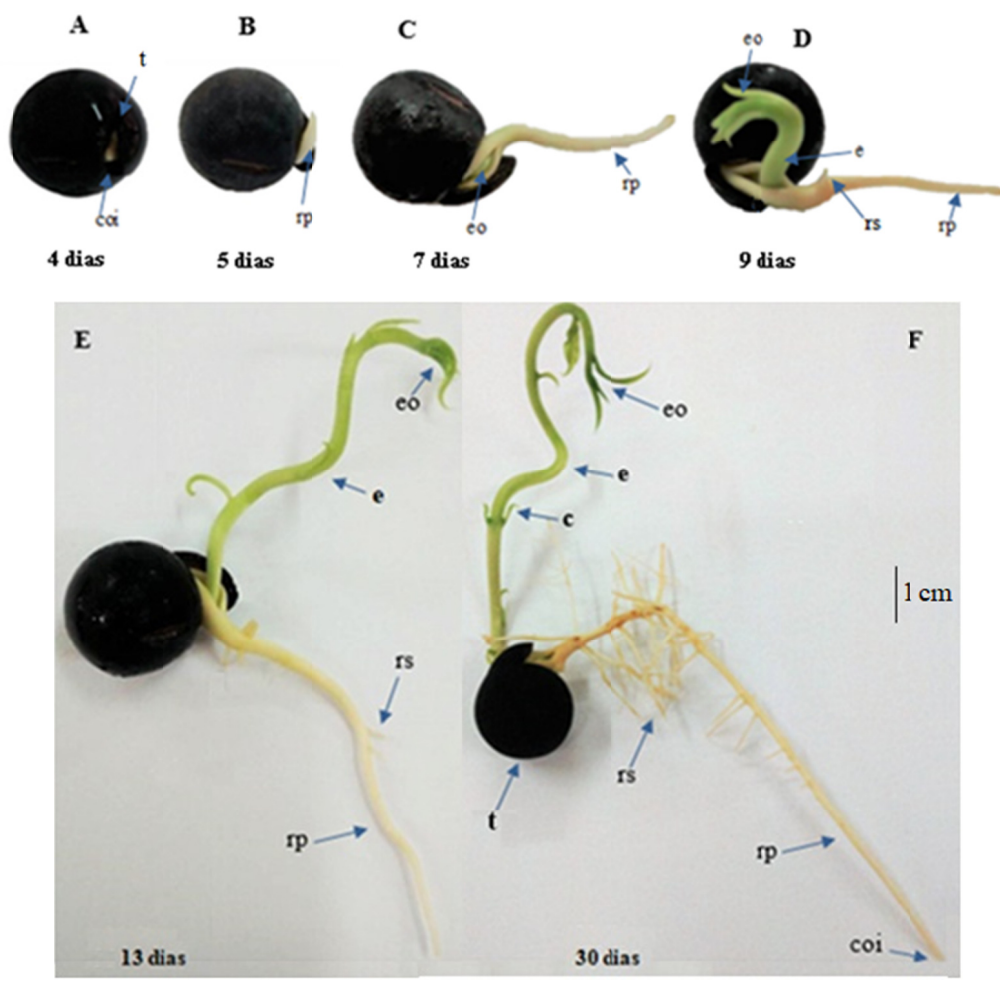 A
B
C
D
t
eo
e
coi
rp
eo
rp
rs
rp
4 dias
5 dias
7 dias
9 dias
E
F
eo
eo
e
e
c
1 cm
rs
rs
t
rp
rp
coi
13 dias
30 dias